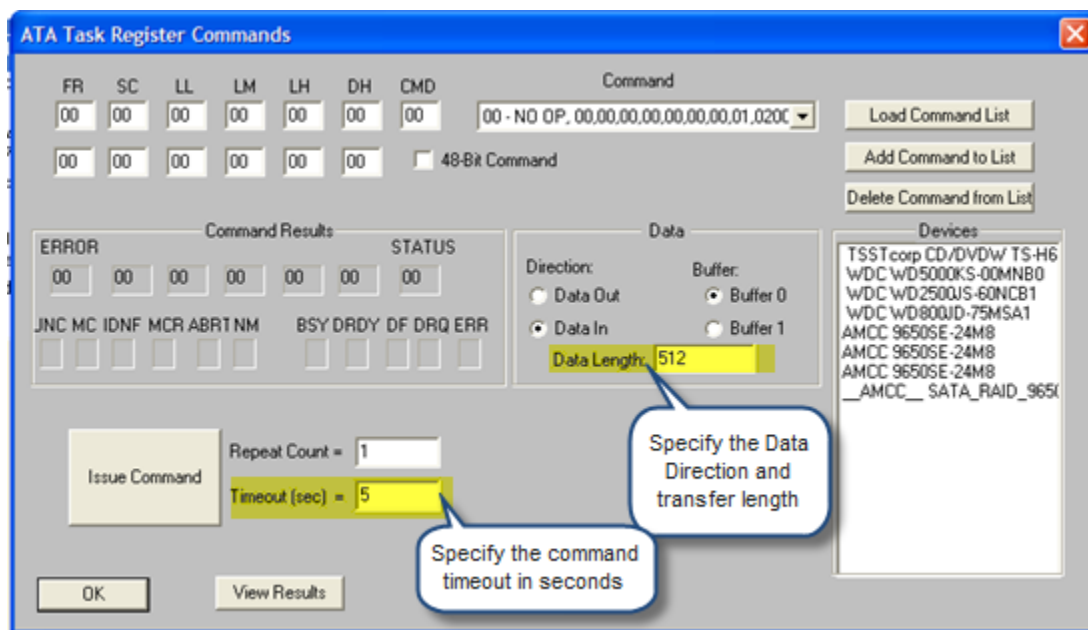 ATA Task Register Commands
FR SC LL LM LH DH CMD Command
00 00 00 00 00 00 00 00 - NO OP, 00,00,00,00,00,00,00,01,020( Load Command List
00 00 00 00 00 00 48-Bit Command Add Command to List
Delete Command from List
Command Results Data Devices
ERROR STATUS
00 00 00 00 00 00 00
Direction: Buffer:
Data Out Buffer 0
UNC MC IDNF MCR ABRT NM BSY DRDY DF DRQ ERR
Data In Buffer 1
Data Length: 512
TSSTcorp CD/DVDW TS-H6
WDC WD5000KS-00MNB0
WDC WD2500JS-60NCB1
WDC WD800JD-75MSA1
AMCC 9650SE-24M8
AMCC 9650SE-24M8
AMCC 9650SE-24M8
__AMCC__ SATA_RAID_965(
Issue Command
Repeat Count = 1
Timeout (sec) = 5
Specify the Data
Direction and
transfer length
Specify the command
timeout in seconds
OK View Results